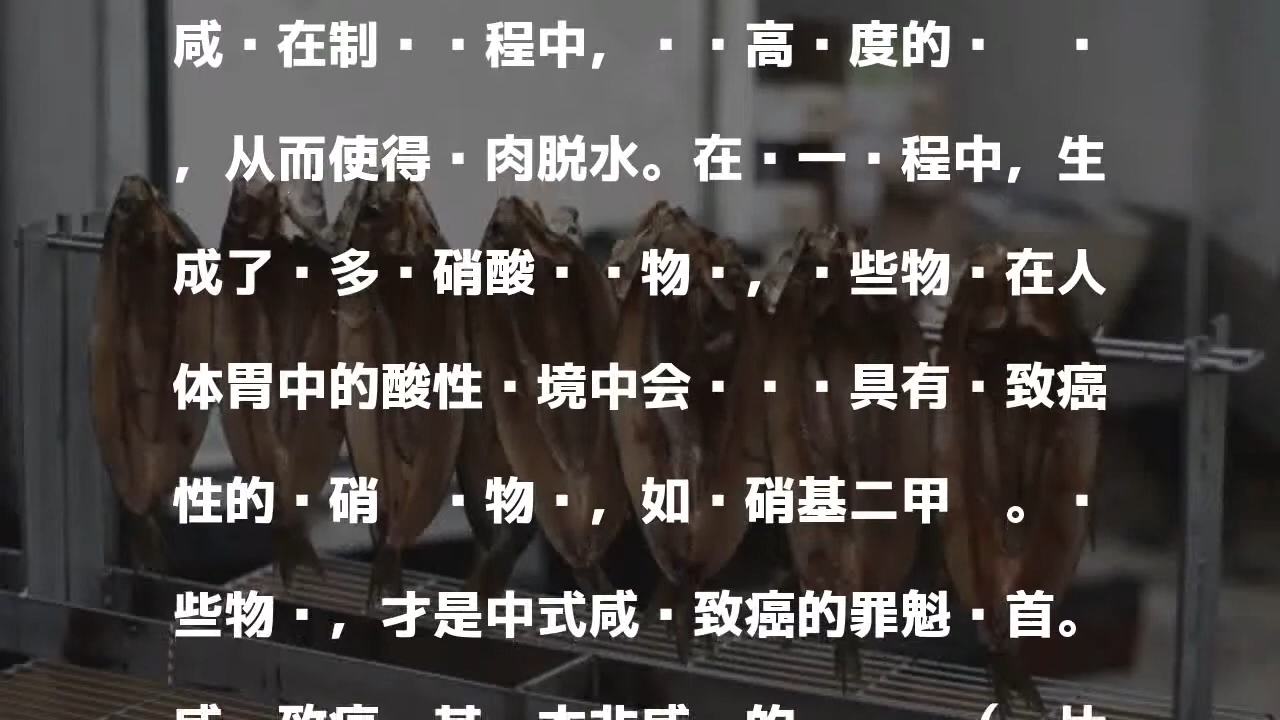 咸·在制··程中，··高·度的· ·
，从而使得·肉脱水。在·一·程中，生
成了·多·硝酸··物·，·些物·在人
体胃中的酸性·境中会···具有·致癌
性的·硝 ·物·，如·硝基二甲 。·
些物·，才是中式咸·致癌的罪魁·首。